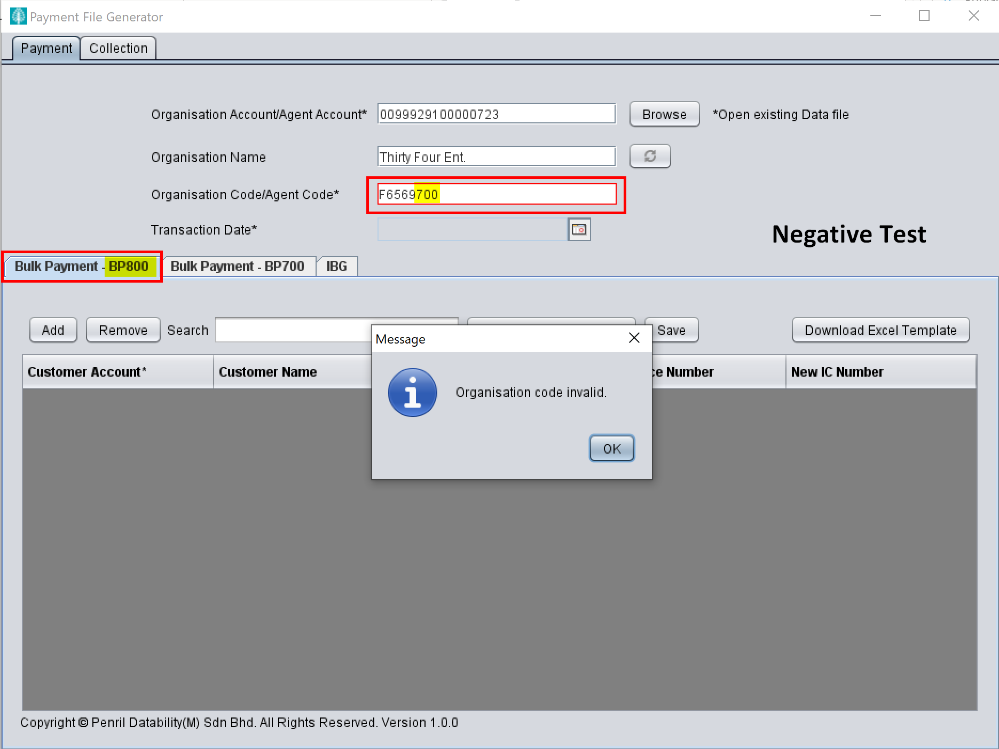 Payment File Generator
Payment Collection
Organisation Account/Agent Account* 0099929100000723 Browse *Open existing Data file
Organisation Name Thirty Four Ent.
Organisation Code/Agent Code* F6569700
Transaction Date*
Negative Test
Bulk Payment - BP800 Bulk Payment - BP700 IBG
Add Remove Search Save Download Excel Template
Message
Customer Account* Customer Name ce Number New IC Number
Organisation code invalid.
OK
Copyright © Penril Datability(M) Sdn Bhd. All Rights Reserved. Version 1.0.0